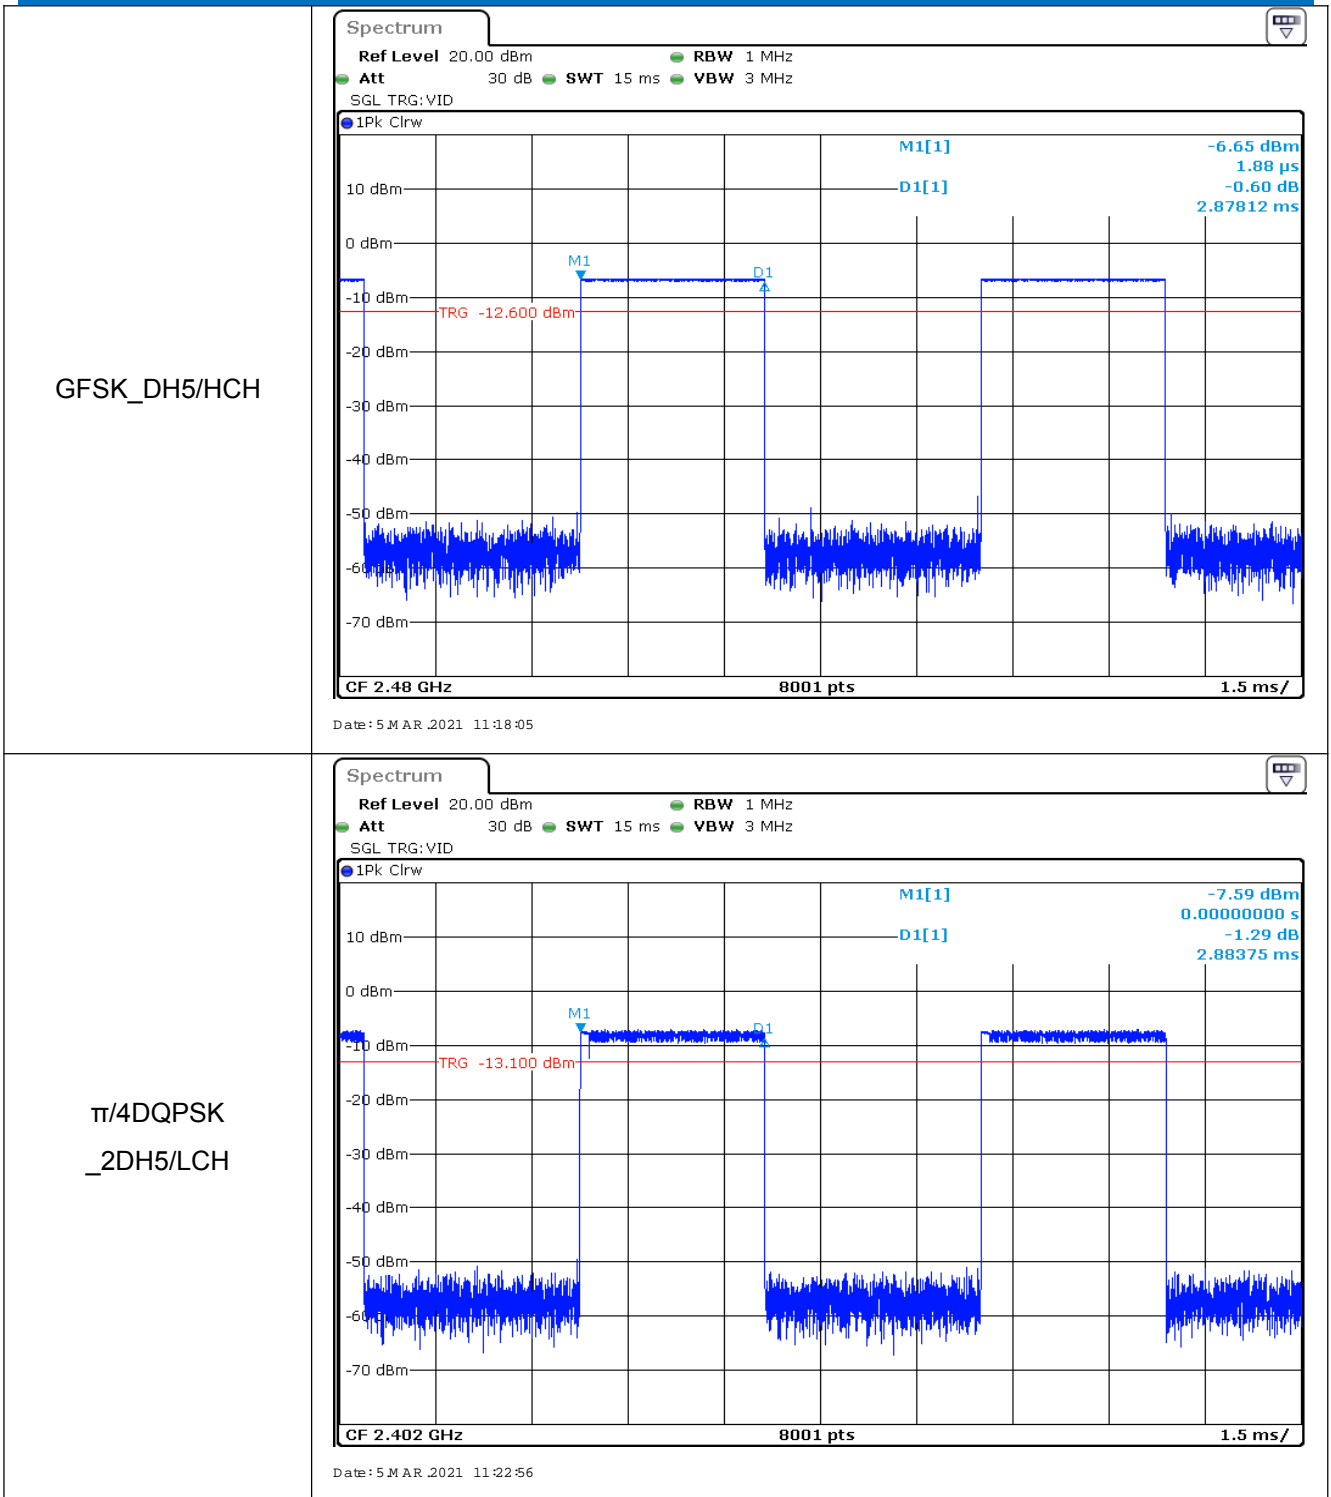 GFSK_DH5/HCH
Spectrum
Ref Level 20.00 dBm RBW 1 MHz
Att 30 dB SWT 15 ms VBW 3 MHz
SGL TRG:VID
1Pk Clrw
M1[1] -6.65 dBm
1.88 µs
10 dBm D1[1] -0.60 dB
2.87812 ms
0 dBm
M1
D1
-10 dBm
TRG -12.600 dBm
-20 dBm
-30 dBm
-40 dBm
-50 dBm
-60 dBm
-70 dBm
CF 2.48 GHz 8001 pts 1.5 ms/
Date: 5.MAR.2021 11:18:05
π/4DQPSK
_2DH5/LCH
Spectrum
Ref Level 20.00 dBm RBW 1 MHz
Att 30 dB SWT 15 ms VBW 3 MHz
SGL TRG:VID
1Pk Clrw
M1[1] -7.59 dBm
0.00000000 s
10 dBm D1[1] -1.29 dB
2.88375 ms
0 dBm
M1
D1
-10 dBm
TRG -13.100 dBm
-20 dBm
-30 dBm
-40 dBm
-50 dBm
-60 dBm
-70 dBm
CF 2.402 GHz 8001 pts 1.5 ms/
Date: 5.MAR.2021 11:22:56